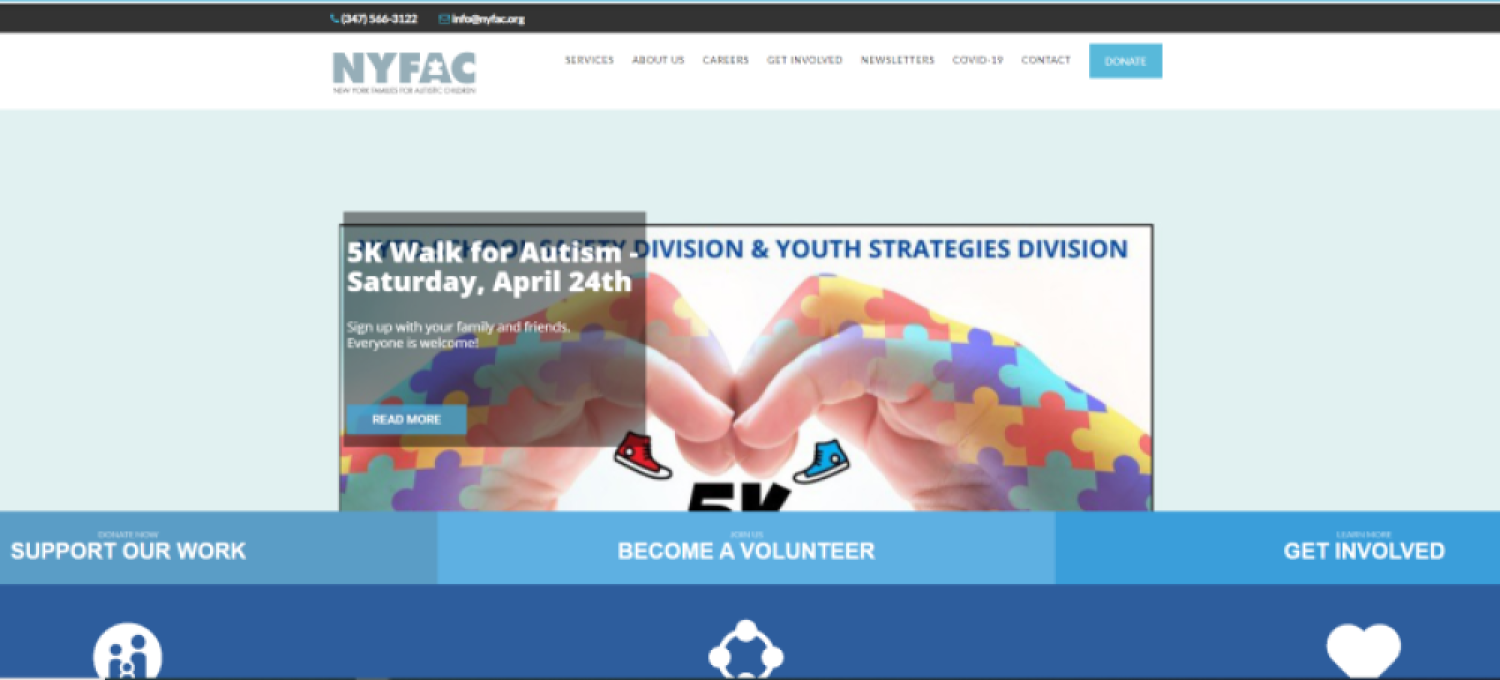 (347) 566-3122 info@nyfac.org
NYFAC
NEW YORK FAMILIES FOR AUTISTIC CHILDREN
SERVICES ABOUT US CAREERS GET INVOLVED NEWSLETTERS COVID-19 CONTACT DONATE
DIVISION & YOUTH STRATEGIES DIVISION
5K Walk for Autism -
Saturday, April 24th
Sign up with your family and friends.
Everyone is welcome!
READ MORE
5K
DONATE NOW
SUPPORT OUR WORK
JOIN US
BECOME A VOLUNTEER
LEARN MORE
GET INVOLVED